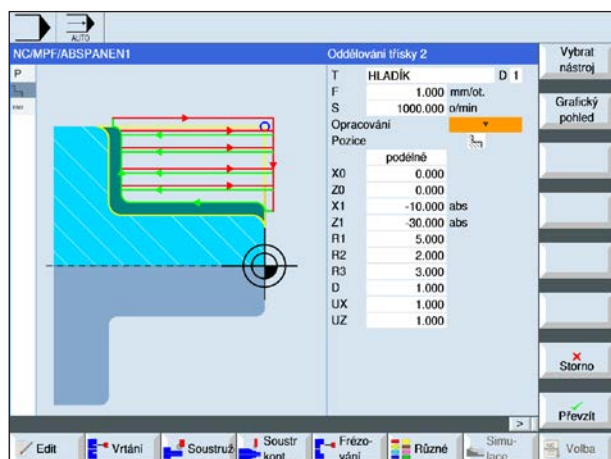 AUTO
NC/MPF/ABSPANEN1
Oddělování třísky 2
Vybrat nástroj
P
T HLADÍK D 1
F 1.000 mm/ot.
S 1000.000 o/min
Grafický pohled
Opracování
Pozice
podélně
X0 0.000
Z0 0.000
X1 -10.000 abs
Z1 -30.000 abs
R1 5.000
R2 2.000
R3 3.000
D 1.000
UX 1.000
UZ 1.000
Storno
Převzít
>
Edit
Vrtání
Soustruž
Soustr kont.
Frézo- vání
Různé
Simu- lace
Volba